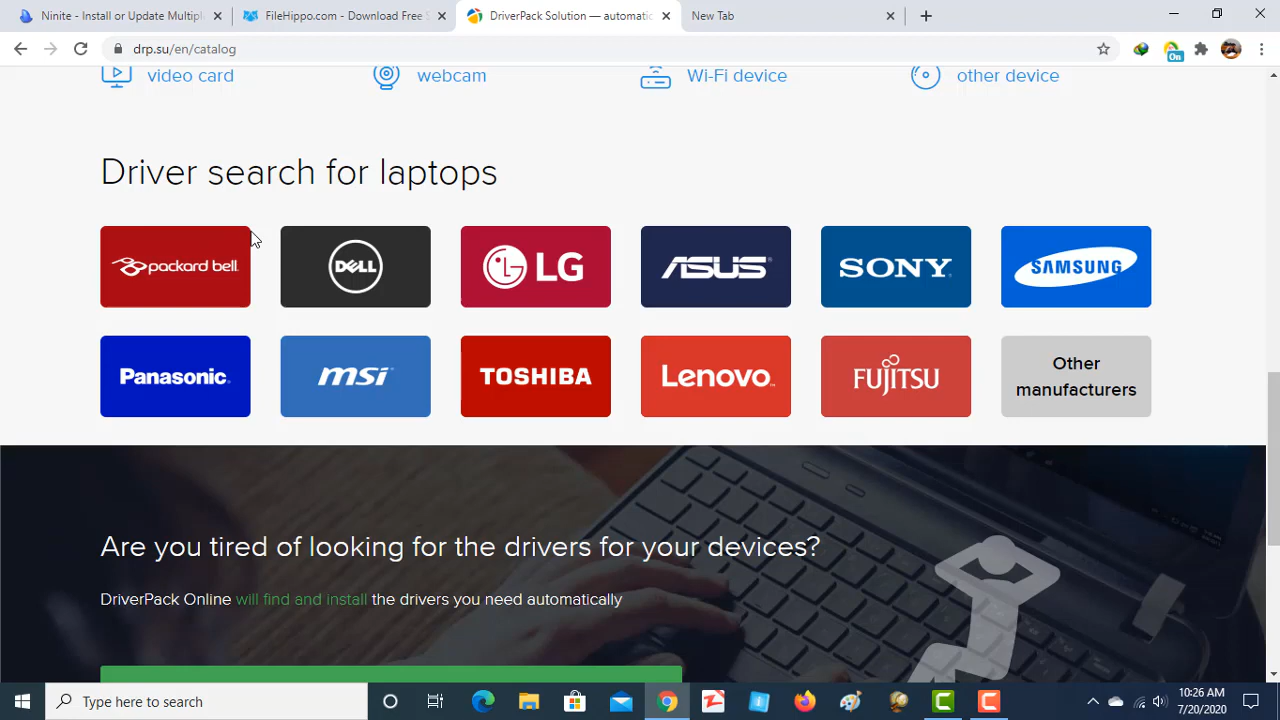 Ninite - Install or Update Multipl
FileHippo.com - Download Free S
DriverPack Solution — automatic
New Tab
drp.su/en/catalog
On
video card
webcam
Wi-Fi device
other device
Driver search for laptops
packard bell.
DELL
LG
ASUS
SONY
SAMSUNG
Panasonic
msi
TOSHIBA
Lenovo
FUJITSU
Other
manufacturers
Are you tired of looking for the drivers for your devices?
DriverPack Online will find and install the drivers you need automatically
Type here to search
10:26 AM
7/20/2020